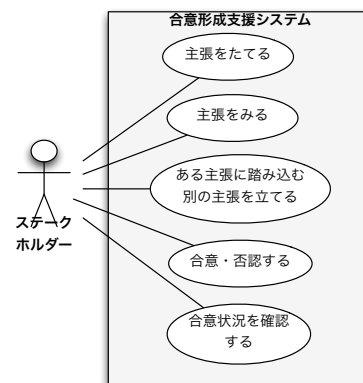 合意形成支援システム
主張をたてる
主張をみる
ある主張に踏み込む
別の主張を立てる
ステーク
ホルダー
合意・否認する
合意状況を確認
する